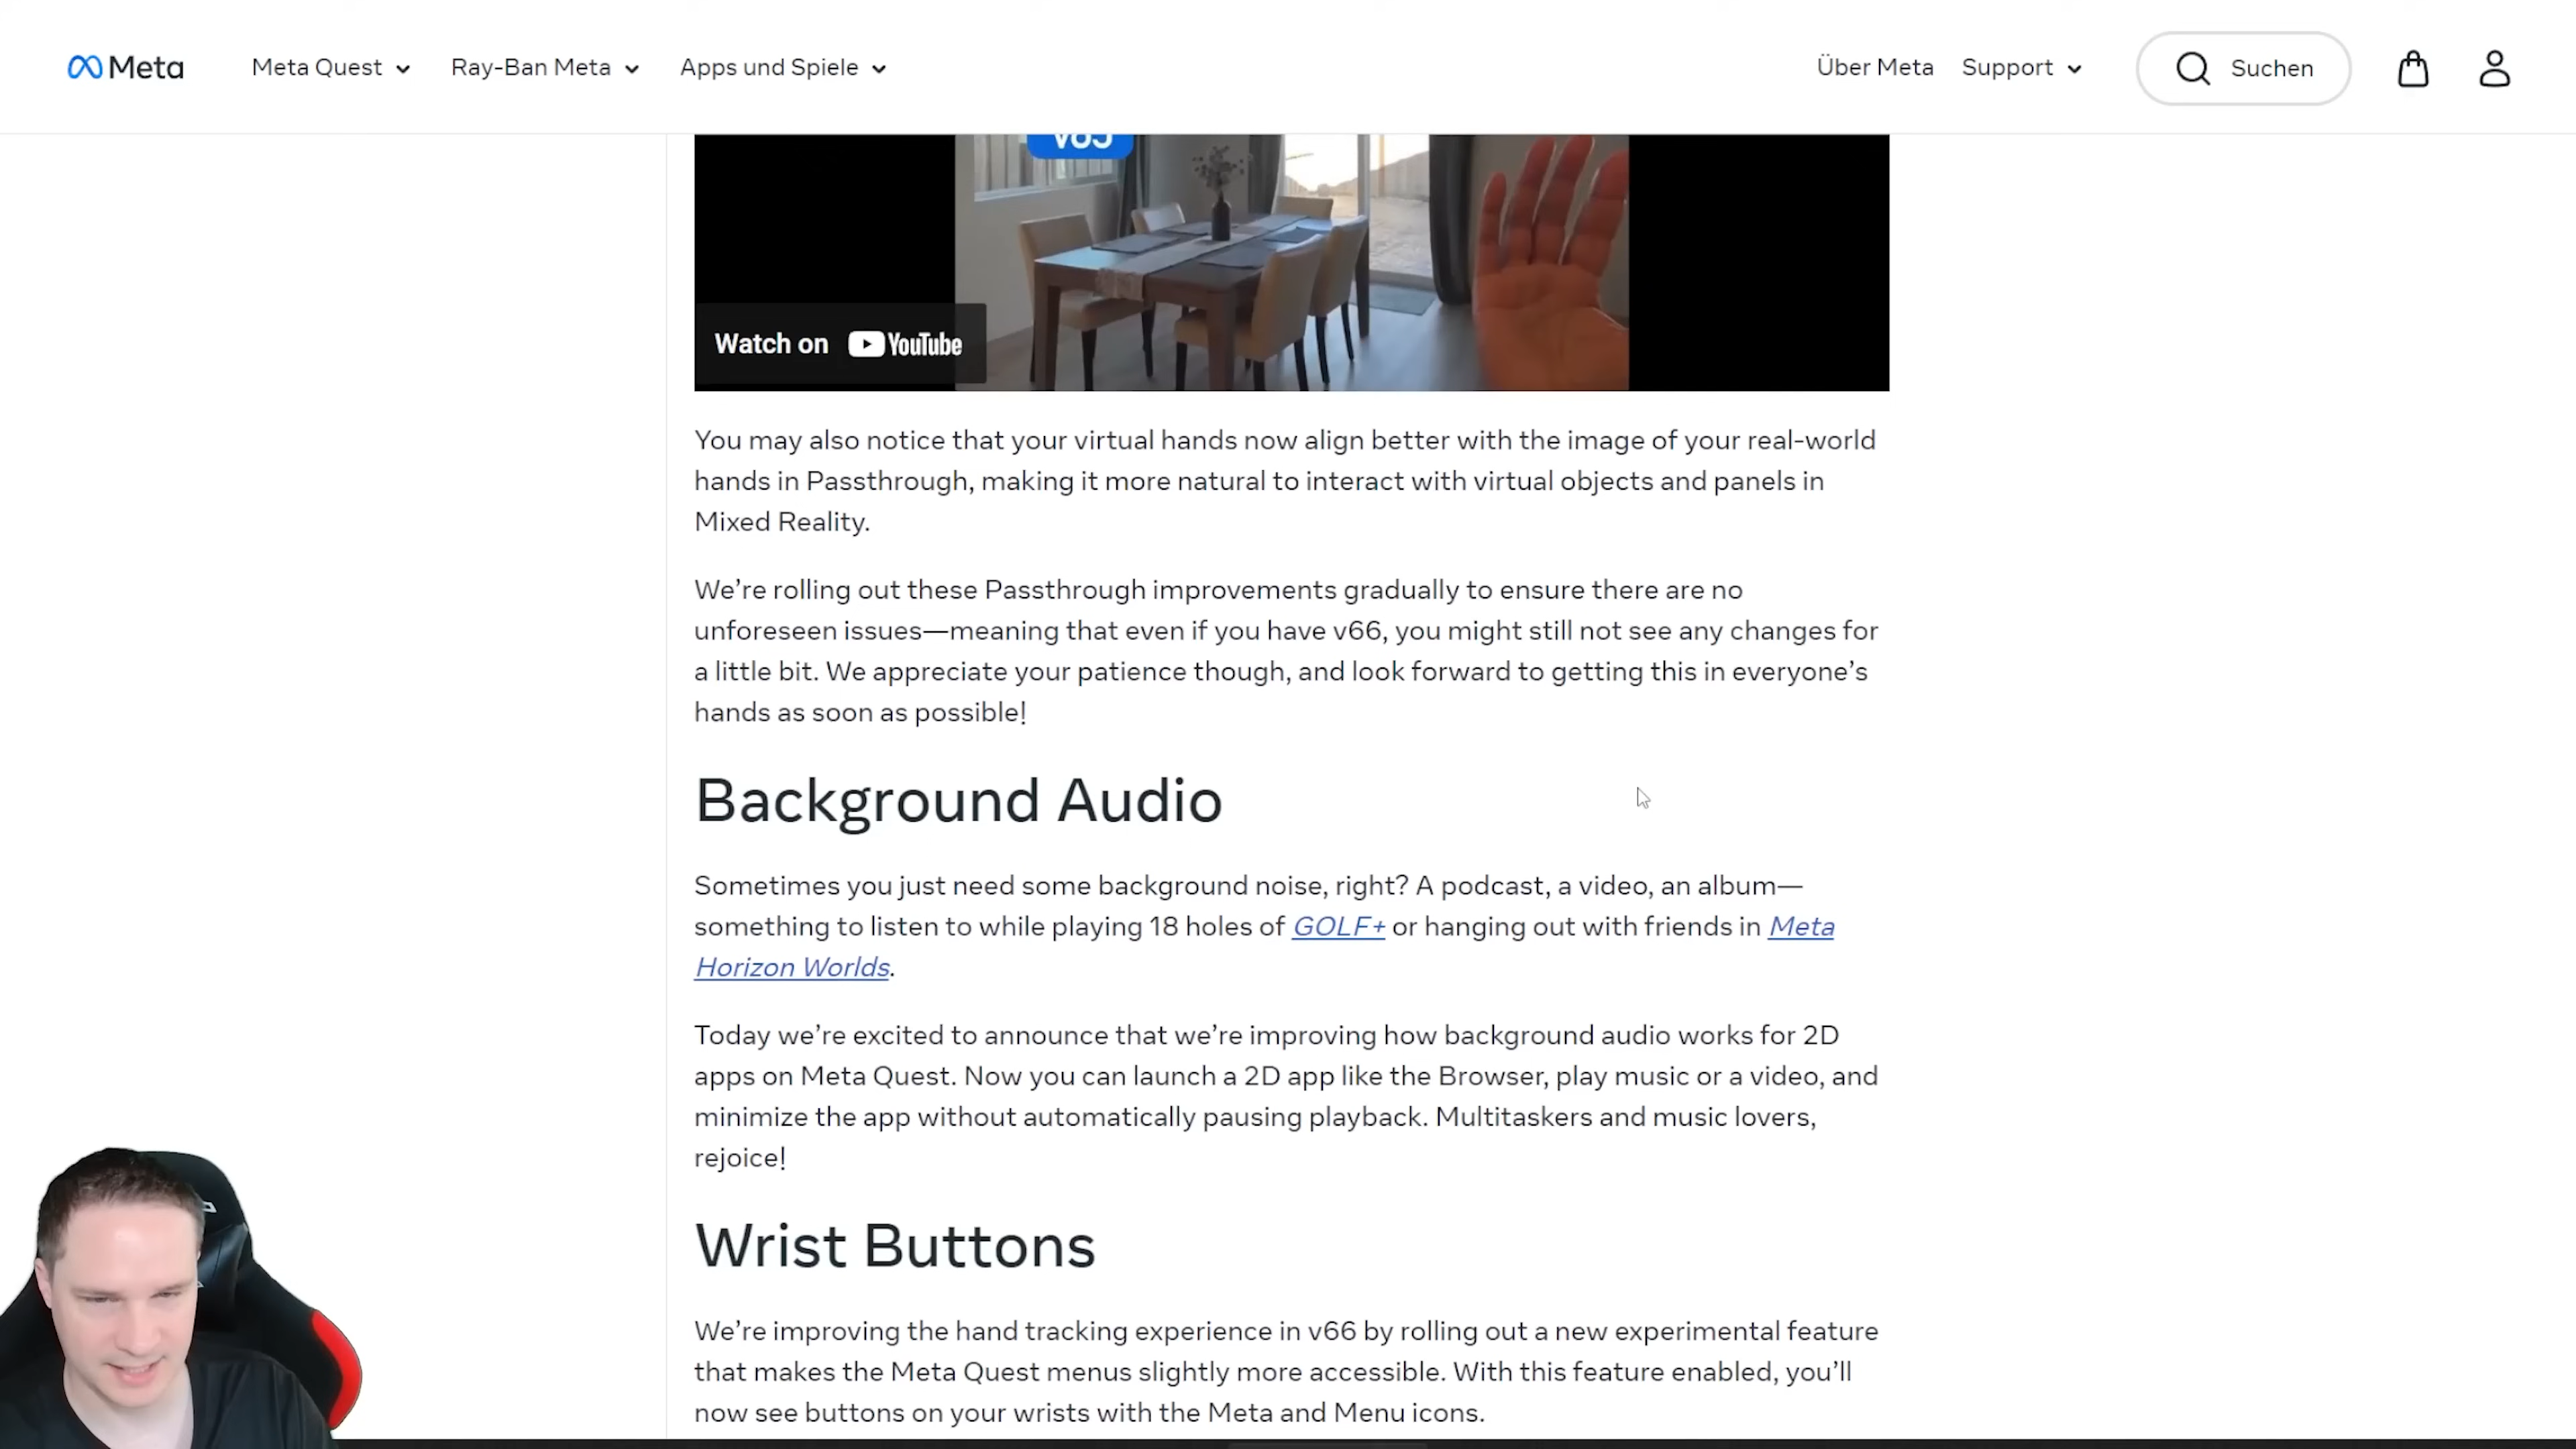 Meta
Meta Quest
Ray-Ban Meta
Apps und Spiele
Über Meta
Support
Suchen
v65
Watch on YouTube
You may also notice that your virtual hands now align better with the image of your real-world
hands in Passthrough, making it more natural to interact with virtual objects and panels in
Mixed Reality.
We’re rolling out these Passthrough improvements gradually to ensure there are no
unforeseen issues—meaning that even if you have v66, you might still not see any changes for
a little bit. We appreciate your patience though, and look forward to getting this in everyone’s
hands as soon as possible!
Background Audio
Sometimes you just need some background noise, right? A podcast, a video, an album—
something to listen to while playing 18 holes of GOLF+ or hanging out with friends in Meta
Horizon Worlds.
Today we’re excited to announce that we’re improving how background audio works for 2D
apps on Meta Quest. Now you can launch a 2D app like the Browser, play music or a video, and
minimize the app without automatically pausing playback. Multitaskers and music lovers,
rejoice!
Wrist Buttons
We’re improving the hand tracking experience in v66 by rolling out a new experimental feature
that makes the Meta Quest menus slightly more accessible. With this feature enabled, you’ll
now see buttons on your wrists with the Meta and Menu icons.